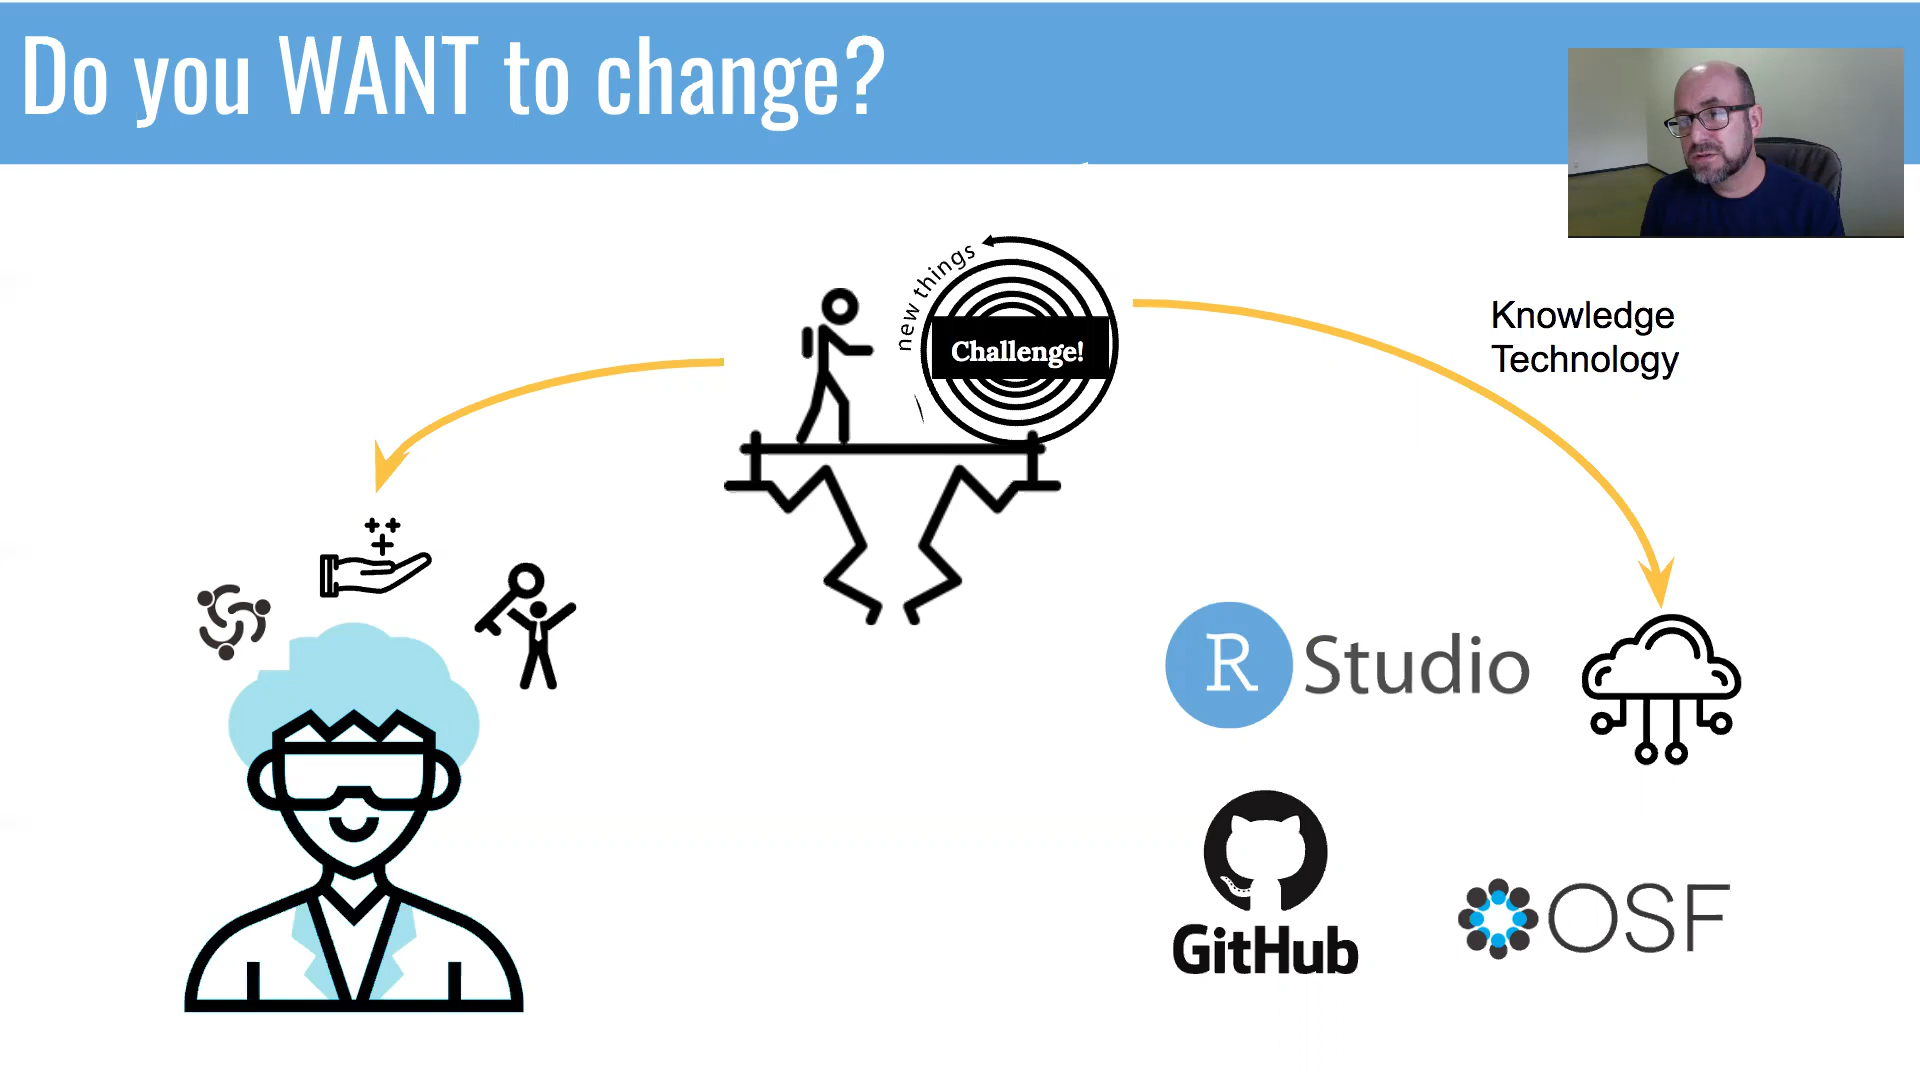 Do you WANT to change?
new things
Challenge!
Knowledge
Technology
R Studio
GitHub
OSF